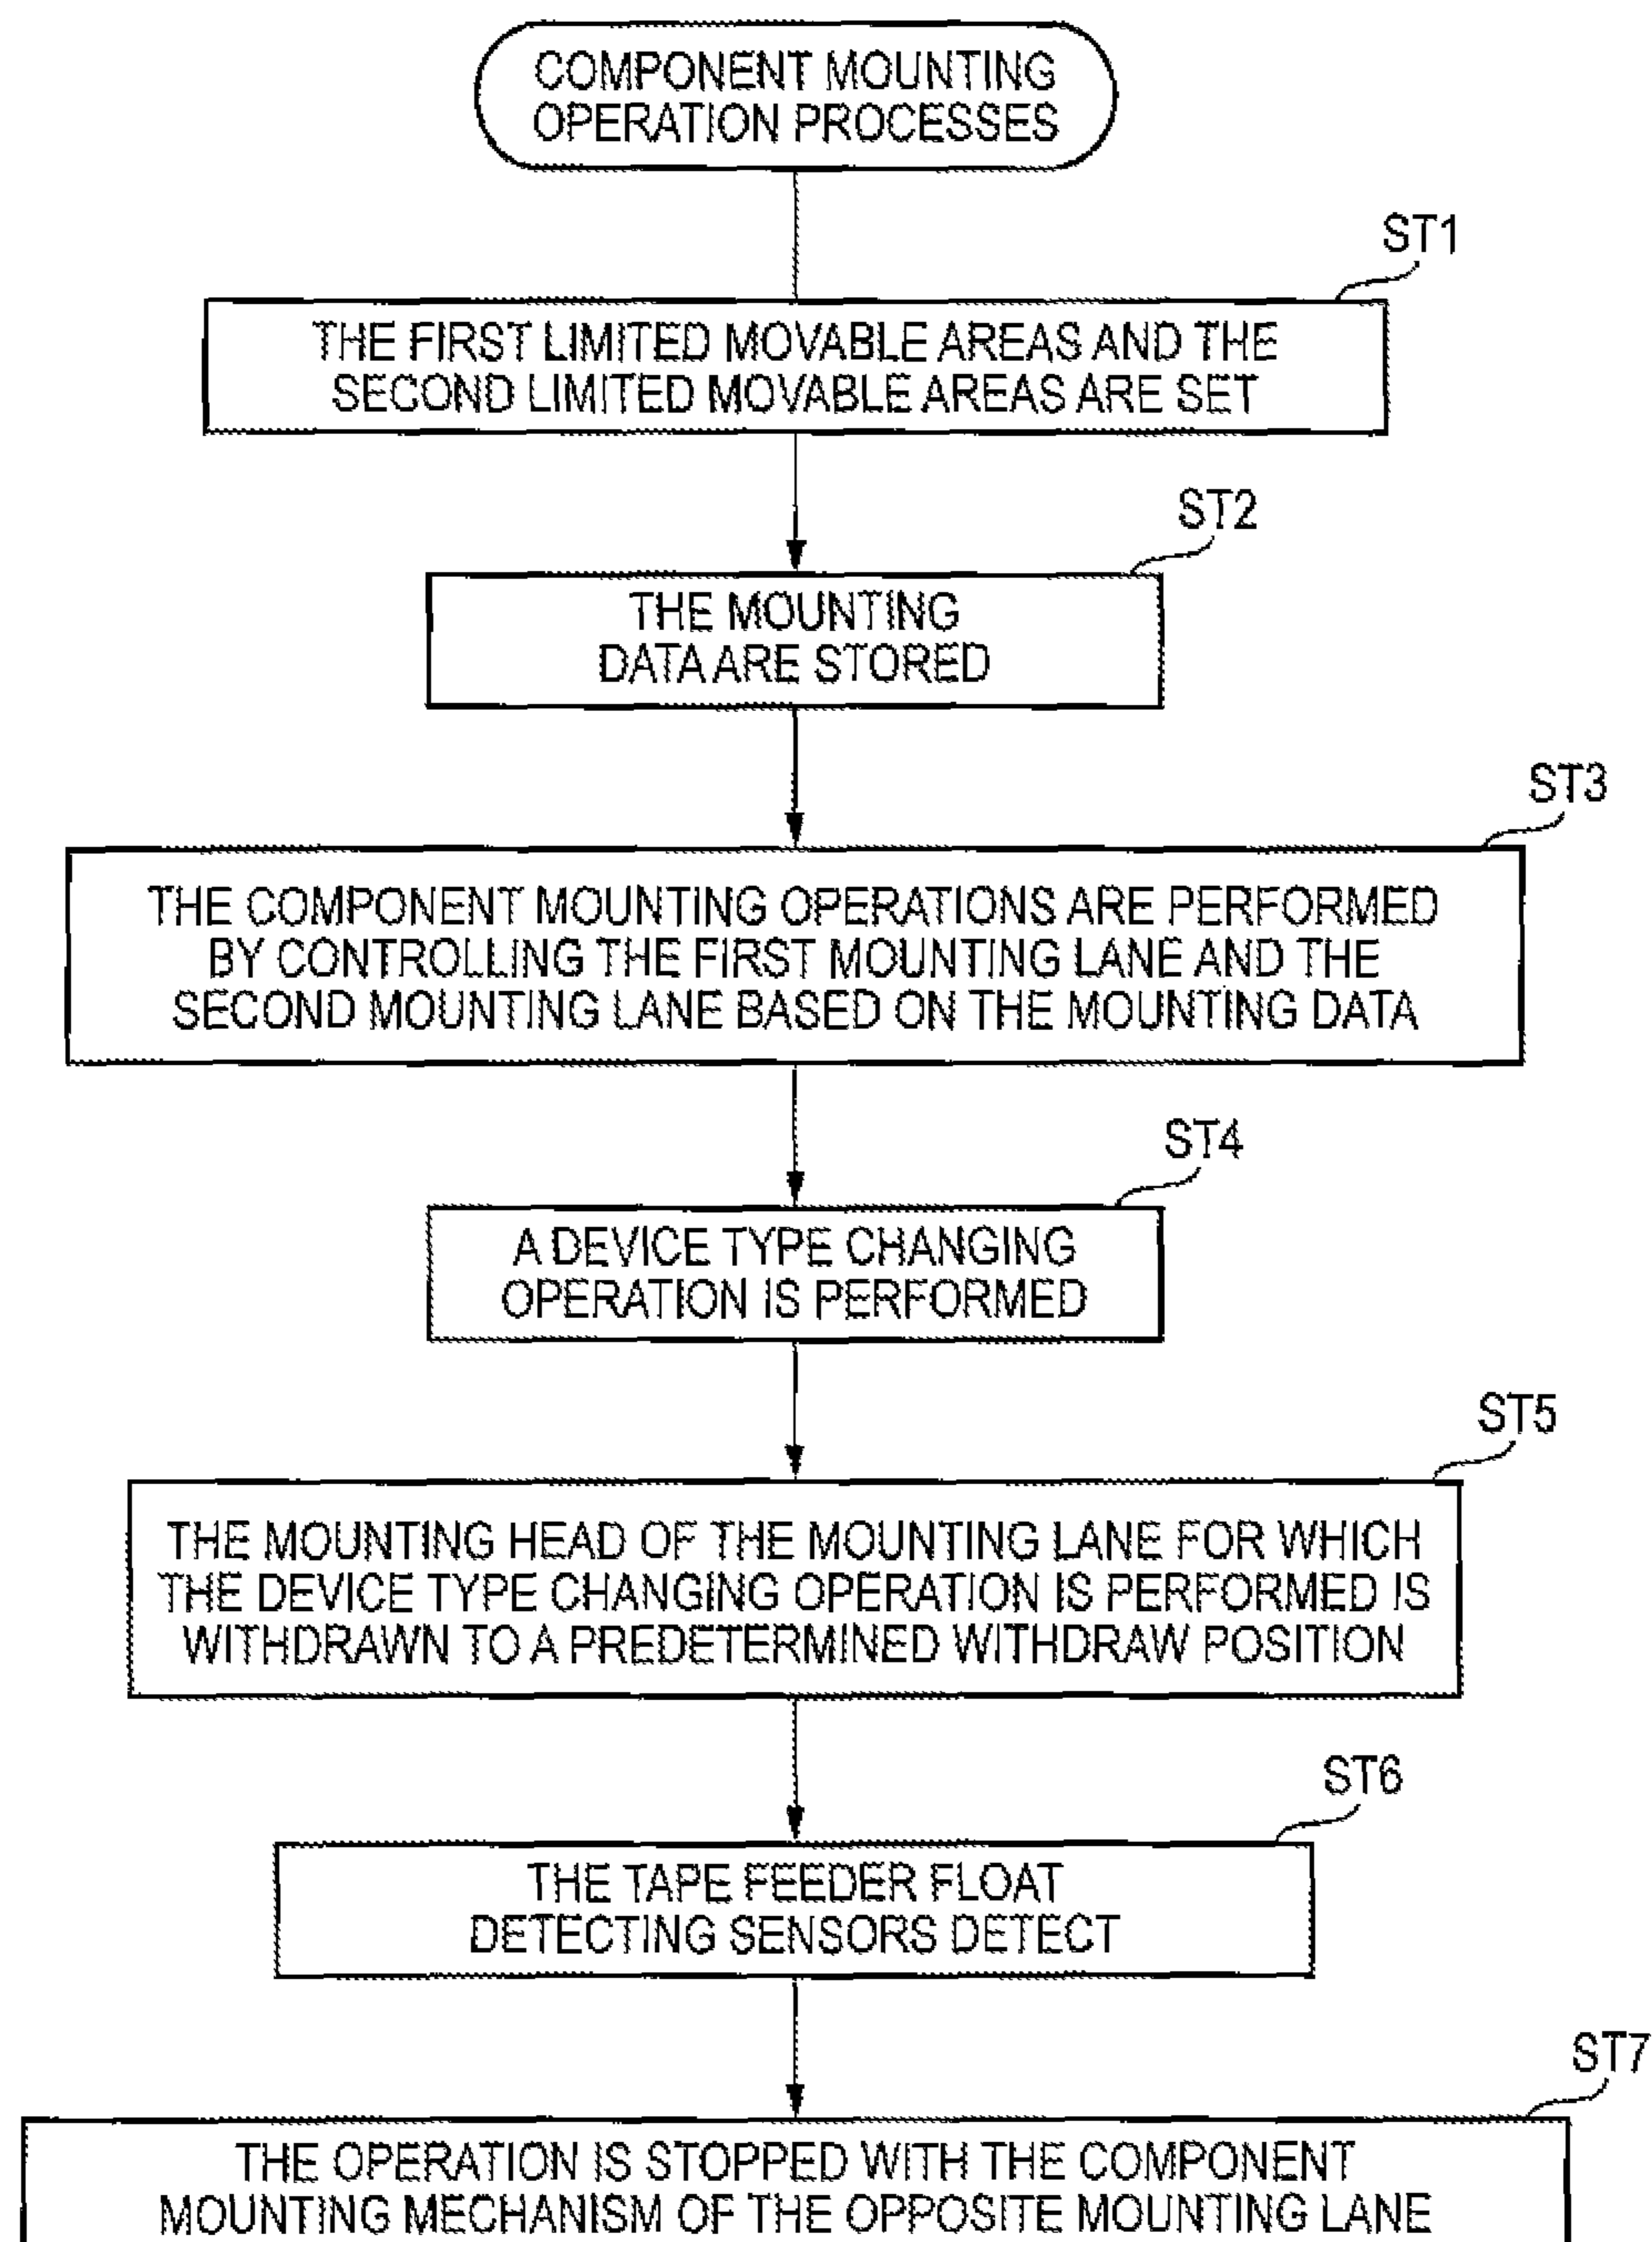 COMPONENT MOUNTING
OPERATION PROCESSES
ST1
THE FIRST LIMITED MOVABLE AREAS AND THE
SECOND LIMITED MOVABLE AREAS ARE SET
ST2
THE MOUNTING
DATA ARE STORED
ST3
THE COMPONENT MOUNTING OPERATIONS ARE PERFORMED
BY CONTROLLING THE FIRST MOUNTING LANE AND THE
SECOND MOUNTING LANE BASED ON THE MOUNTING DATA
ST4
A DEVICE TYPE CHANGING
OPERATION IS PERFORMED
ST5
THE MOUNTING HEAD OF THE MOUNTING LANE FOR WHICH
THE DEVICE TYPE CHANGING OPERATION IS PERFORMED IS
WITHDRAWN TO A PREDETERMINED WITHDRAW POSITION
ST6
THE TAPE FEEDER FLOAT
DETECTING SENSORS DETECT
ST7
THE OPERATION IS STOPPED WITH THE COMPONENT
MOUNTING MECHANISM OF THE OPPOSITE MOUNTING LANE